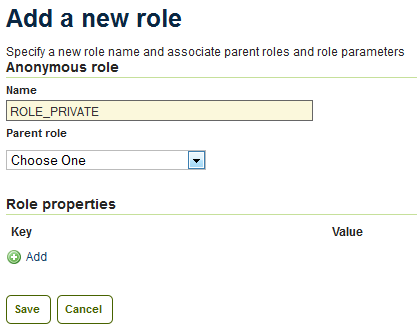 Add a new role
Specify a new role name and associate parent roles and role parameters
Anonymous role
Name
ROLE_PRIVATE
Parent role
Choose One
Role properties
Key Value
Add
Save Cancel